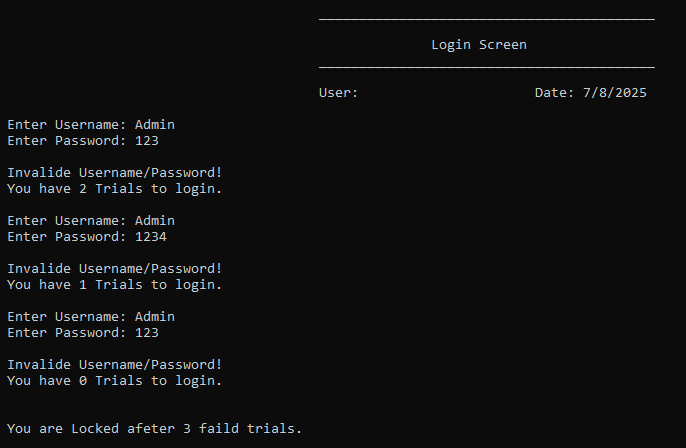 Login Screen
User: Date: 7/8/2025
Enter Username: Admin
Enter Password: 123
Invalide Username/Password!
You have 2 Trials to login.
Enter Username: Admin
Enter Password: 1234
Invalide Username/Password!
You have 1 Trials to login.
Enter Username: Admin
Enter Password: 123
Invalide Username/Password!
You have 0 Trials to login.
You are Locked afeter 3 faild trials.